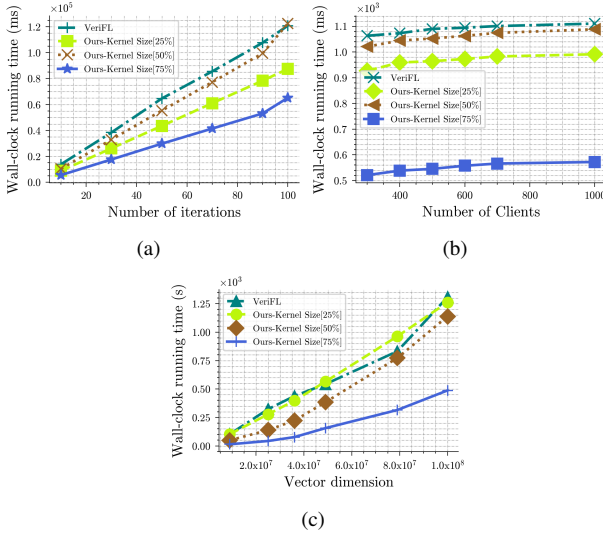 ×10⁵
Wall-clock running time (ms)
1.2
1.0
0.8
0.6
0.4
0.2
0.0
VeriFL
Ours-Kernel Size[25%]
Ours-Kernel Size[50%]
Ours-Kernel Size[75%]
20 40 60 80 100
Number of iterations
(a)
×10³
Wall-clock running time (ms)
1.1
1.0
0.9
0.8
0.7
0.6
0.5
VeriFL
Ours-Kernel Size[25%]
Ours-Kernel Size[50%]
Ours-Kernel Size[75%]
400 600 800 1000
Number of Clients
(b)
×10³
Wall-clock running time (s)
1.25
1.00
0.75
0.50
0.25
0.00
VeriFL
Ours-Kernel Size[25%]
Ours-Kernel Size[50%]
Ours-Kernel Size[75%]
2.0x10⁷ 4.0x10⁷ 6.0x10⁷ 8.0x10⁷ 1.0x10⁸
Vector dimension
(c)